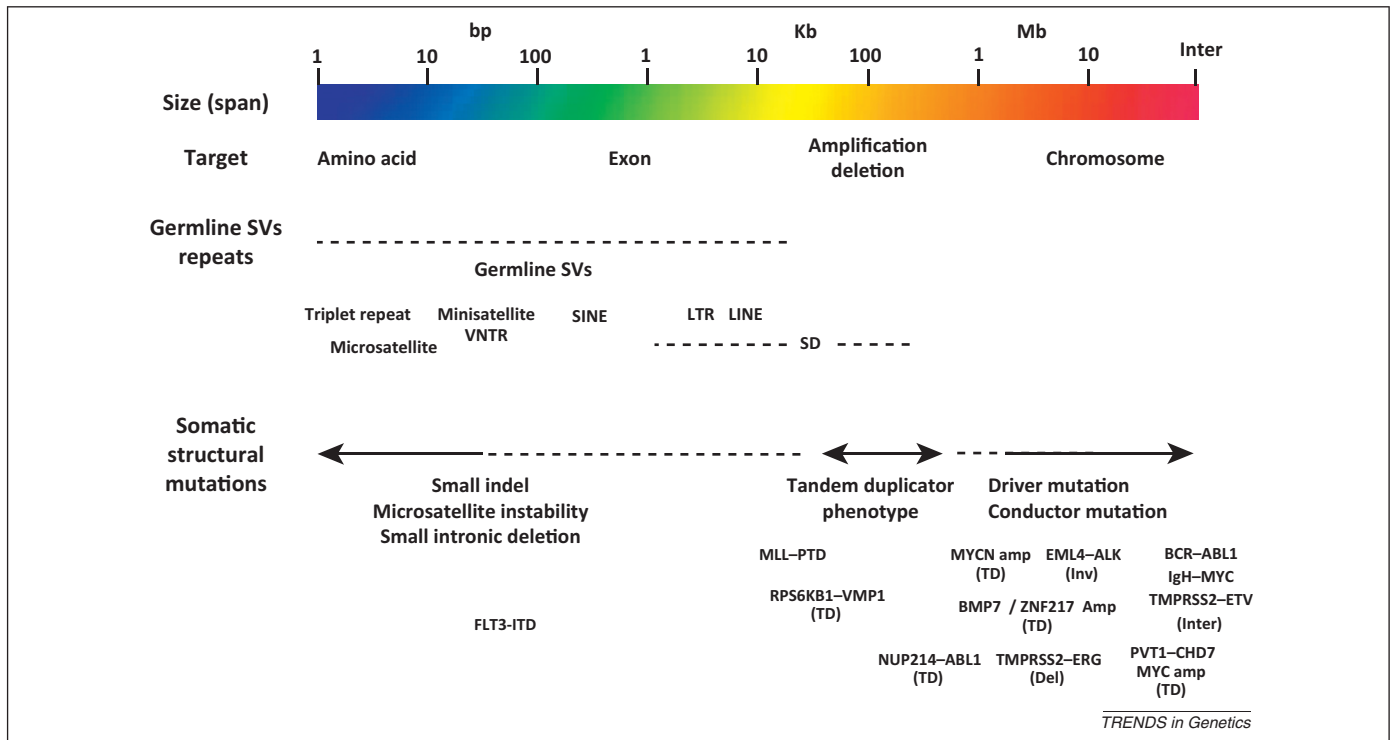 bp Kb Mb
1 10 100 1 10 100 1 10 Inter
Size (span)
Target Amino acid Exon Amplification deletion Chromosome
Germline SVs
repeats
Germline SVs
Triplet repeat Minisatellite SINE LTR LINE
VNTR
Microsatellite SD
Somatic
structural
mutations
Small indel
Microsatellite instability
Small intronic deletion
Tandem duplicator
phenotype
Driver mutation
Conductor mutation
MLL–PTD MYCN amp EML4–ALK BCR–ABL1
(TD) (Inv)
IgH–MYC
RPS6KB1–VMP1 BMP7 / ZNF217 Amp TMPRSS2–ETV
(TD) (TD) (Inter)
FLT3-ITD
NUP214–ABL1 TMPRSS2–ERG PVT1–CHD7
(TD) (Del) MYC amp
(TD)
TRENDS in Genetics